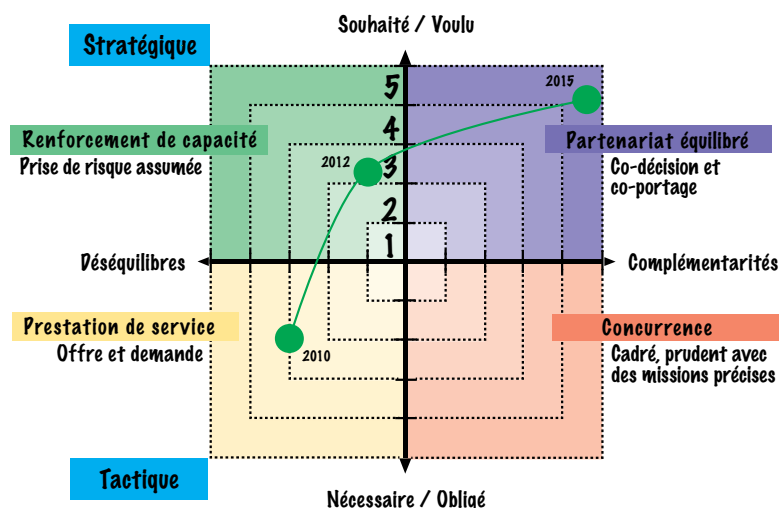 Souhaité / Voulu
Stratégique
2015
5
4
Renforcement de capacité
Prise de risque assumée
2012
3
Partenariat équilibré
Co-décision et
co-portage
2
1
Déséquilibres
Complémentarités
Prestation de service
Offre et demande
2010
Concurrence
Cadré, prudent avec
des missions précises
Tactique
Nécessaire / Obligé